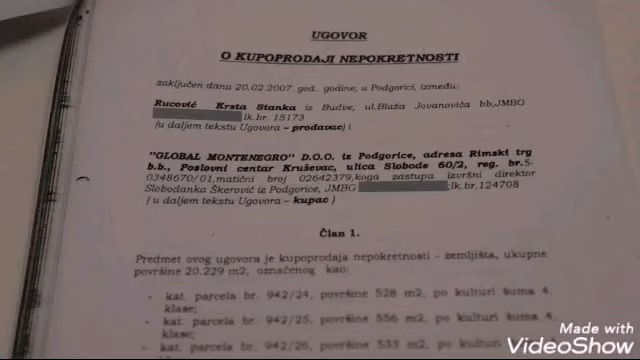 UGOVOR
O KUPOPRODAJI NEPOKRETNOSTI
zaključen dana 20.02.2007. god.. godine, u Podgorici, između:
Rucović Krsta Stanka iz Budve, ul.Blaža Jovanovića bb,JMBG
lk.br. 15173
(u daljem tekstu Ugovora – prodavac) i
"GLOBAL MONTENEGRO" D.O.O. iz Podgorice, adresa Rimski trg
b.b., Poslovni centar Kruševac, ulica Slobode 60/2, reg. br.5-
0348670/01,matični broj 02642379,koga zastupa izvršni direktor
Slobodanka Škerović iz Podgorice, JMBG ;lk.br.124708
( u daljem tekstu Ugovora – kupac )
Član 1.
Predmet ovog ugovora je kupoprodaja nepokretnosti - zemljišta, ukupne
površine 20.229 m2, označenog kao:
- kat. parcela br. 942/24, površine 528 m2, po kulturi šuma 4.
klase;
- kat. parcela br. 942/25, površine 556 m2, po kulturi šuma 4.
klase;
- kat. parcela br. 942/26, površine 533 m2, po kulturi
Made with
VideoShow